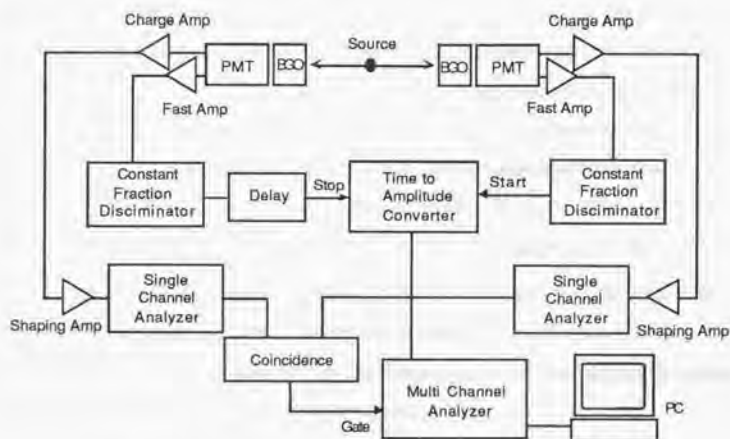 Charge Amp
Charge Amp
Source
PMT
BGO
BGO
PMT
Fast Amp
Fast Amp
Constant
Fraction
Disciminator
Delay
Stop
Time to
Amplitude
Converter
Start
Constant
Fraction
Disciminator
Single
Channel
Analyzer
Single
Channel
Analyzer
Shaping Amp
Shaping Amp
Coincidence
Multi Channel
Analyzer
Gate
PC